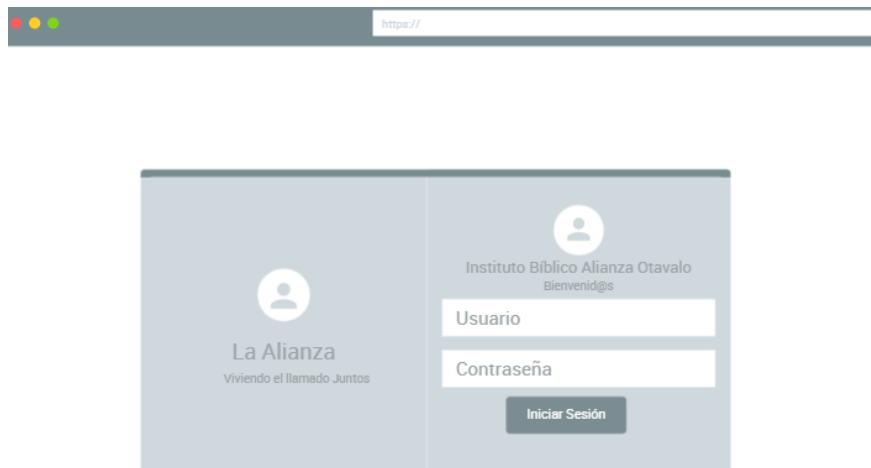 https://
La Alianza
Viviendo el llamado Juntos
Instituto Bíblico Alianza Otavalo
Bienvenid@s
Usuario
Contraseña
Iniciar Sesión